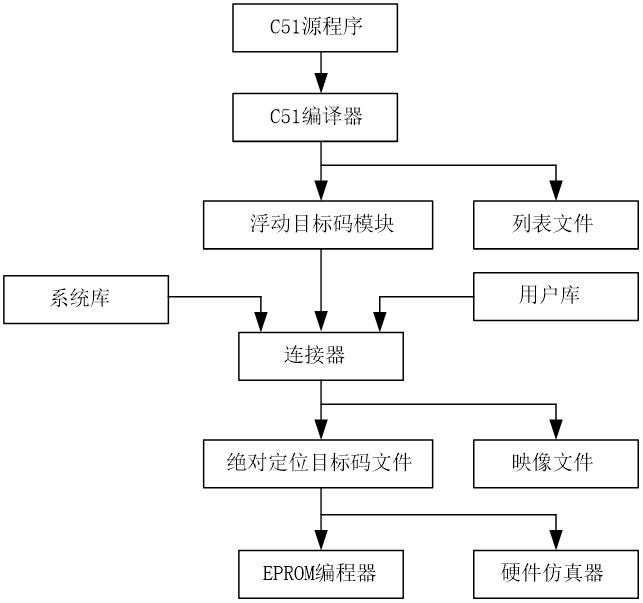 C51源程序
C51编译器
浮动目标码模块
列表文件
系统库
用户库
连接器
绝对定位目标码文件
映像文件
EPROM编程器
硬件仿真器